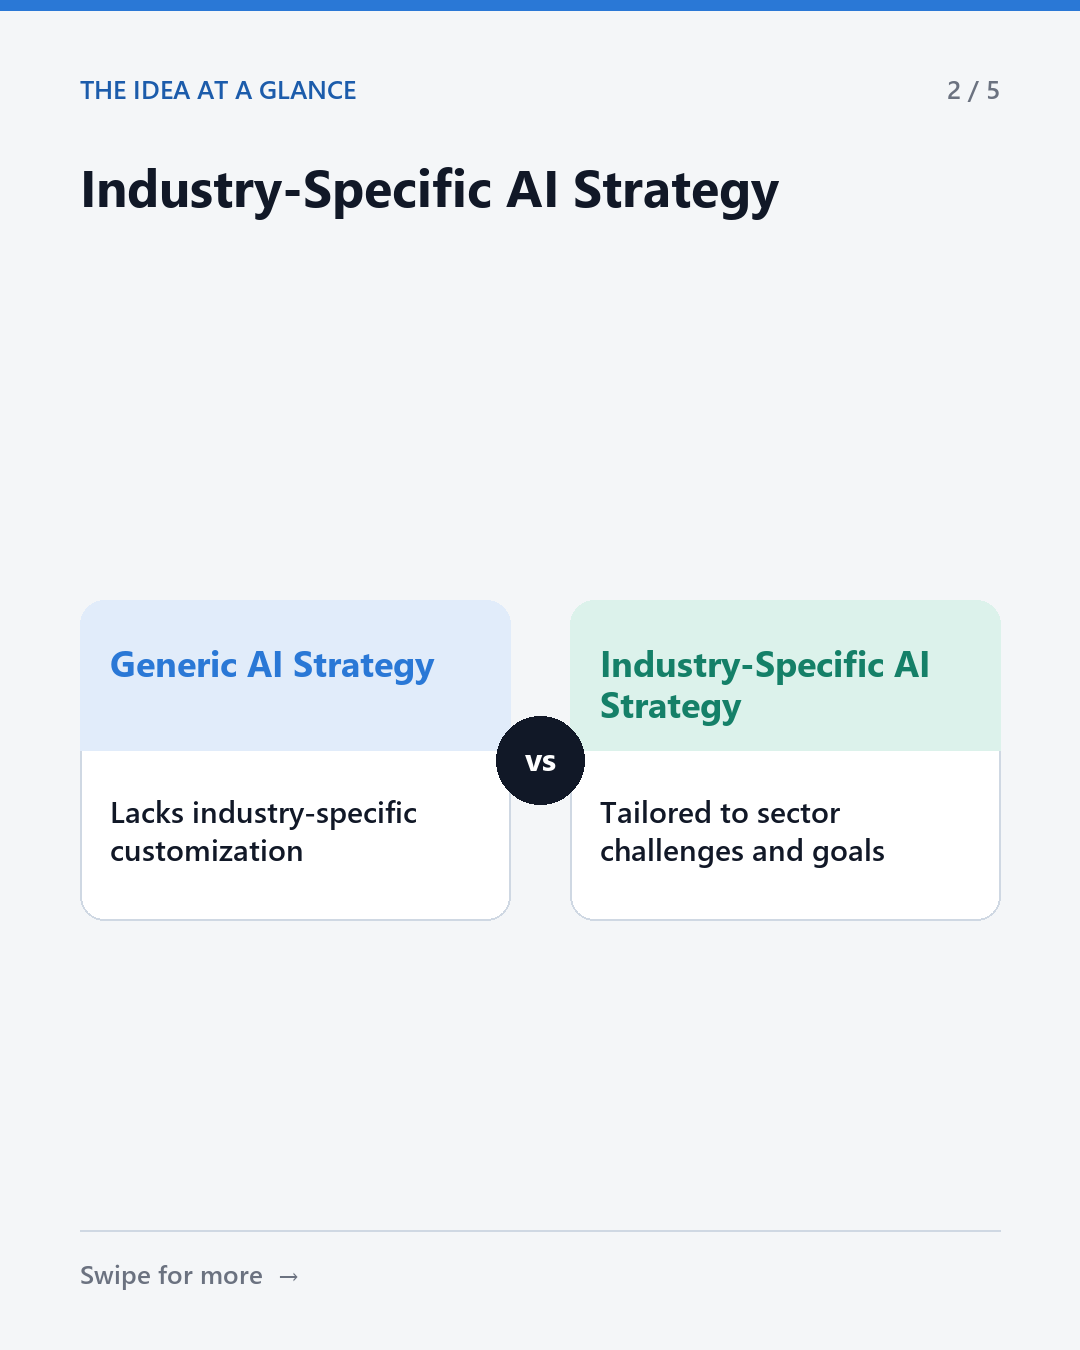 THE IDEA AT A GLANCE
2 / 5
Industry-Specific AI Strategy
Generic AI Strategy
Lacks industry-specific
customization
vs
Industry-Specific AI
Strategy
Tailored to sector
challenges and goals
Swipe for more →